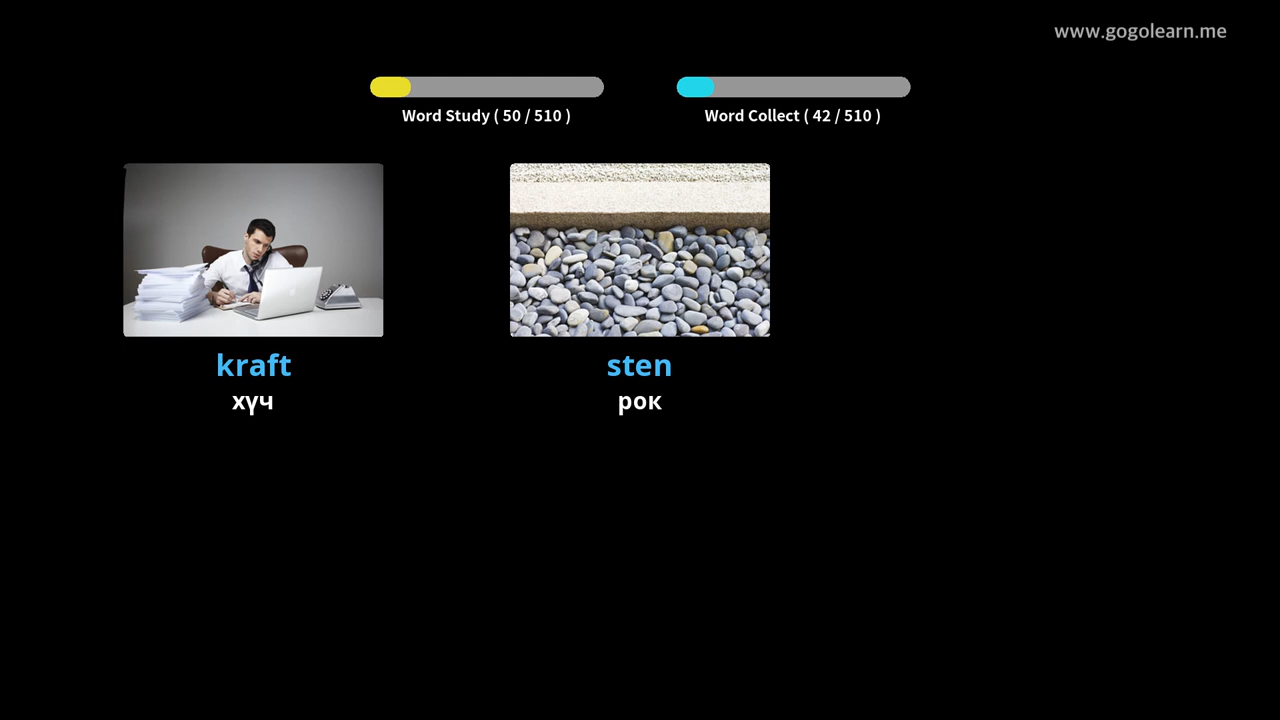 www.gogolearn.me
Word Study ( 50 / 510 )
Word Collect ( 42 / 510 )
kraft
хүч
sten
рок